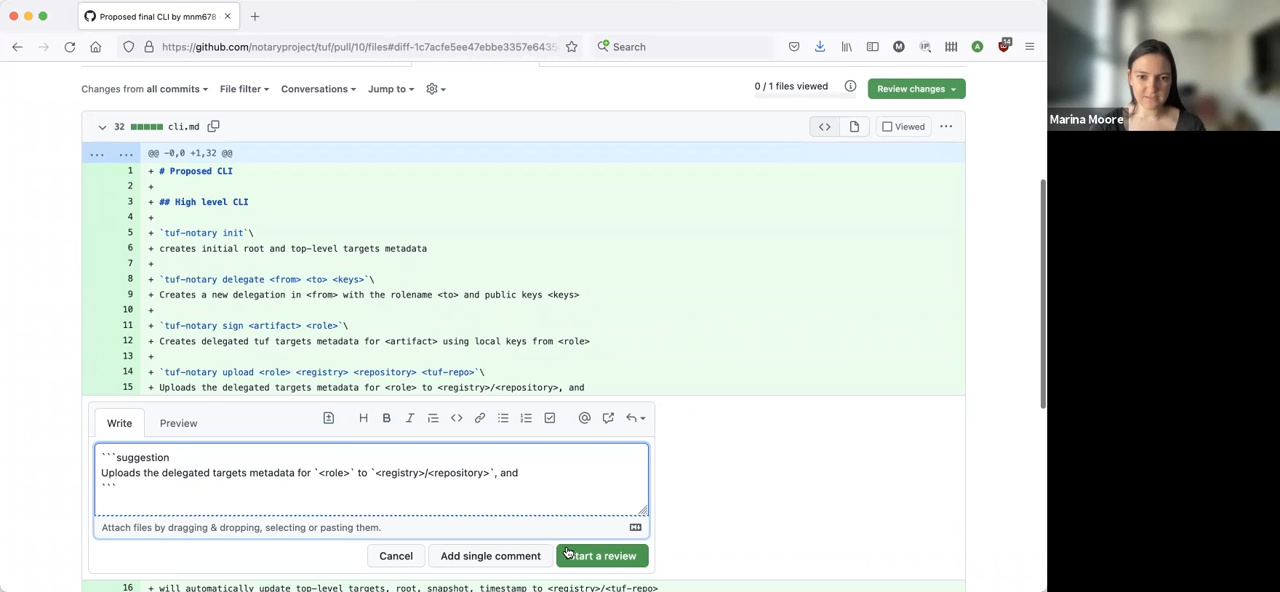 Proposed final CLI by mnm678
https://github.com/notaryproject/tuf/pull/10/files#diff-1c7acfe5ee47ebbe3357e6435
Search
14
Marina Moore
Changes from all commits
File filter
Conversations
Jump to
0 / 1 files viewed
Review changes
32
cli.md
Viewed
...
... ... @@ -0,0 +1,32 @@
1 + # Proposed CLI
2 +
3 + ## High level CLI
4 +
5 + `tuf-notary init`\
6 + creates initial root and top-level targets metadata
7 +
8 + `tuf-notary delegate <from> <to> <keys>`\
9 + Creates a new delegation in <from> with the rolename <to> and public keys <keys>
10 +
11 + `tuf-notary sign <artifact> <role>`\
12 + Creates delegated tuf targets metadata for <artifact> using local keys from <role>
13 +
14 + `tuf-notary upload <role> <registry> <repository> <tuf-repo>`\
15 + Uploads the delegated targets metadata for <role> to <registry>/<repository>, and
Write
Preview
```suggestion
Uploads the delegated targets metadata for `<role>` to `<registry>/<repository>`, and
```
Attach files by dragging & dropping, selecting or pasting them.
Cancel
Add single comment
Start a review
16 + will automatically update top-level targets, root, snapshot, timestamp to <registry>/<tuf-repo>